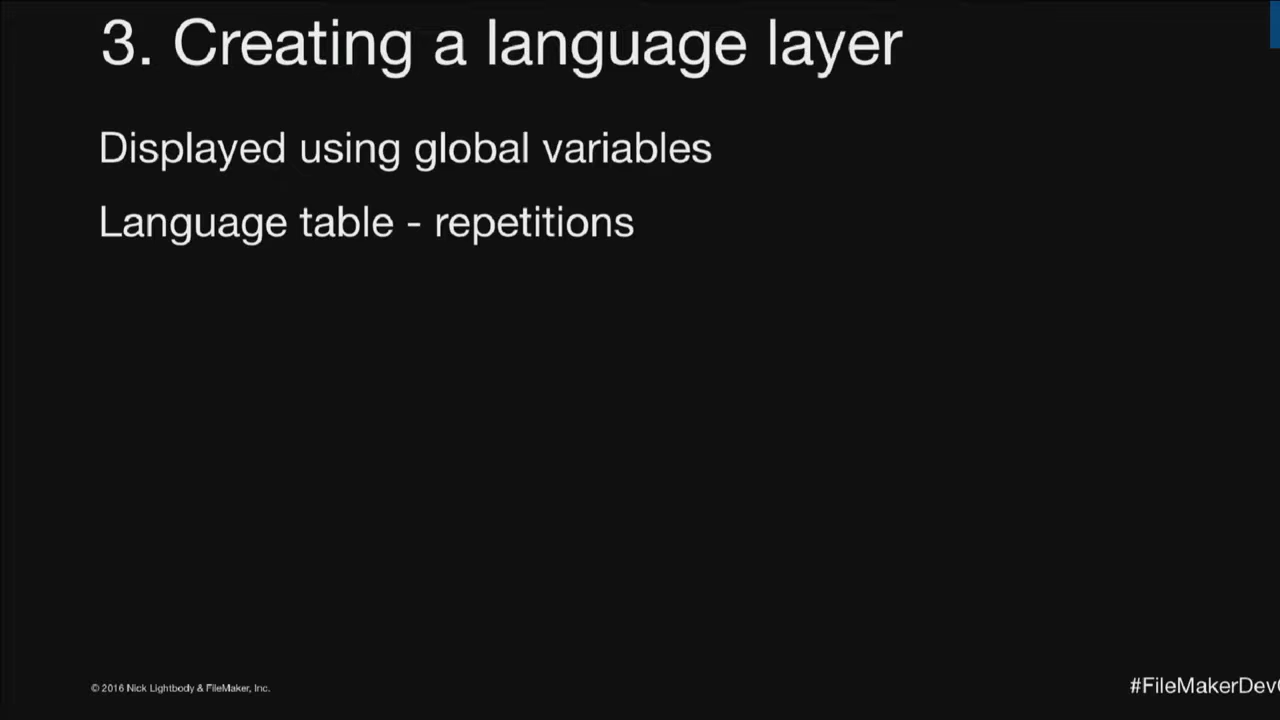 3. Creating a language layer
Displayed using global variables
Language table - repetitions
© 2016 Nick Lightbody & FileMaker, Inc.
#FileMakerDev